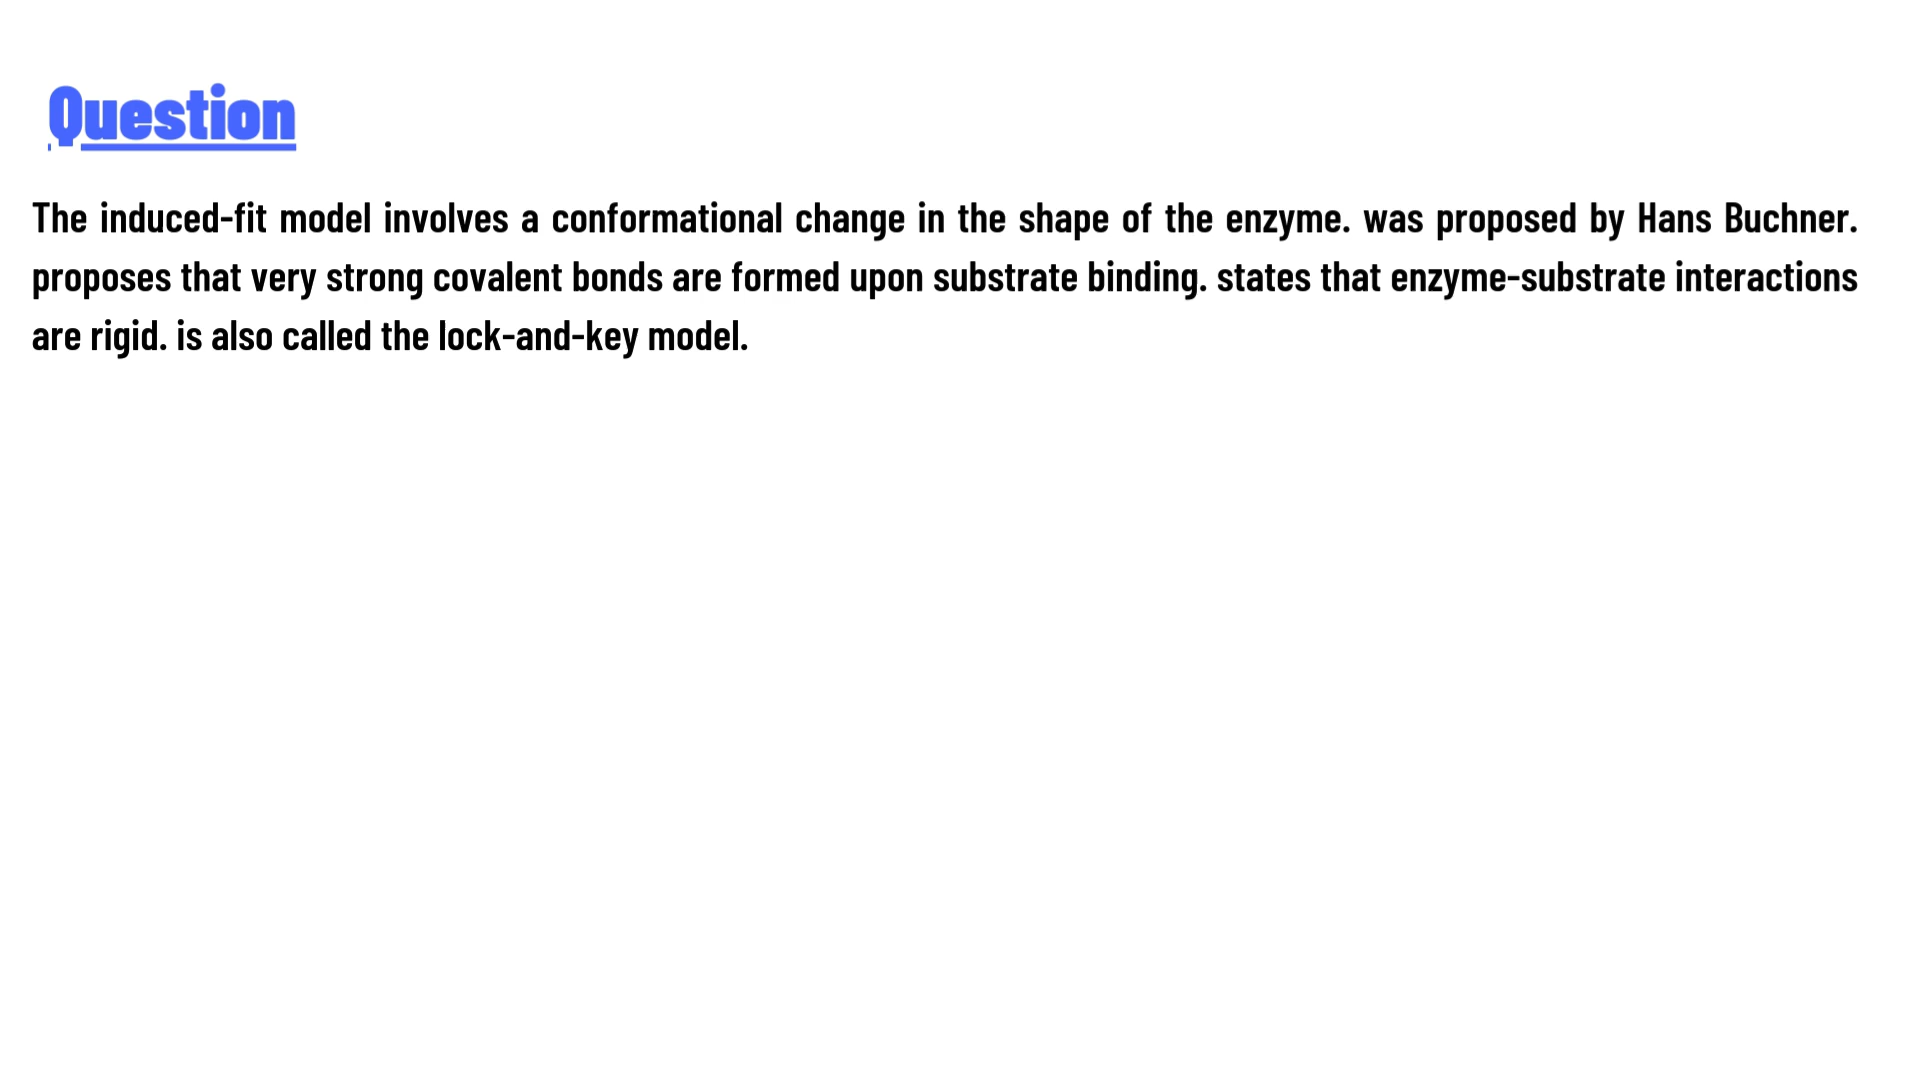 Question
The induced-fit model involves a conformational change in the shape of the enzyme. was proposed by Hans Buchner.
proposes that very strong covalent bonds are formed upon substrate binding. states that enzyme-substrate interactions
are rigid. is also called the lock-and-key model.